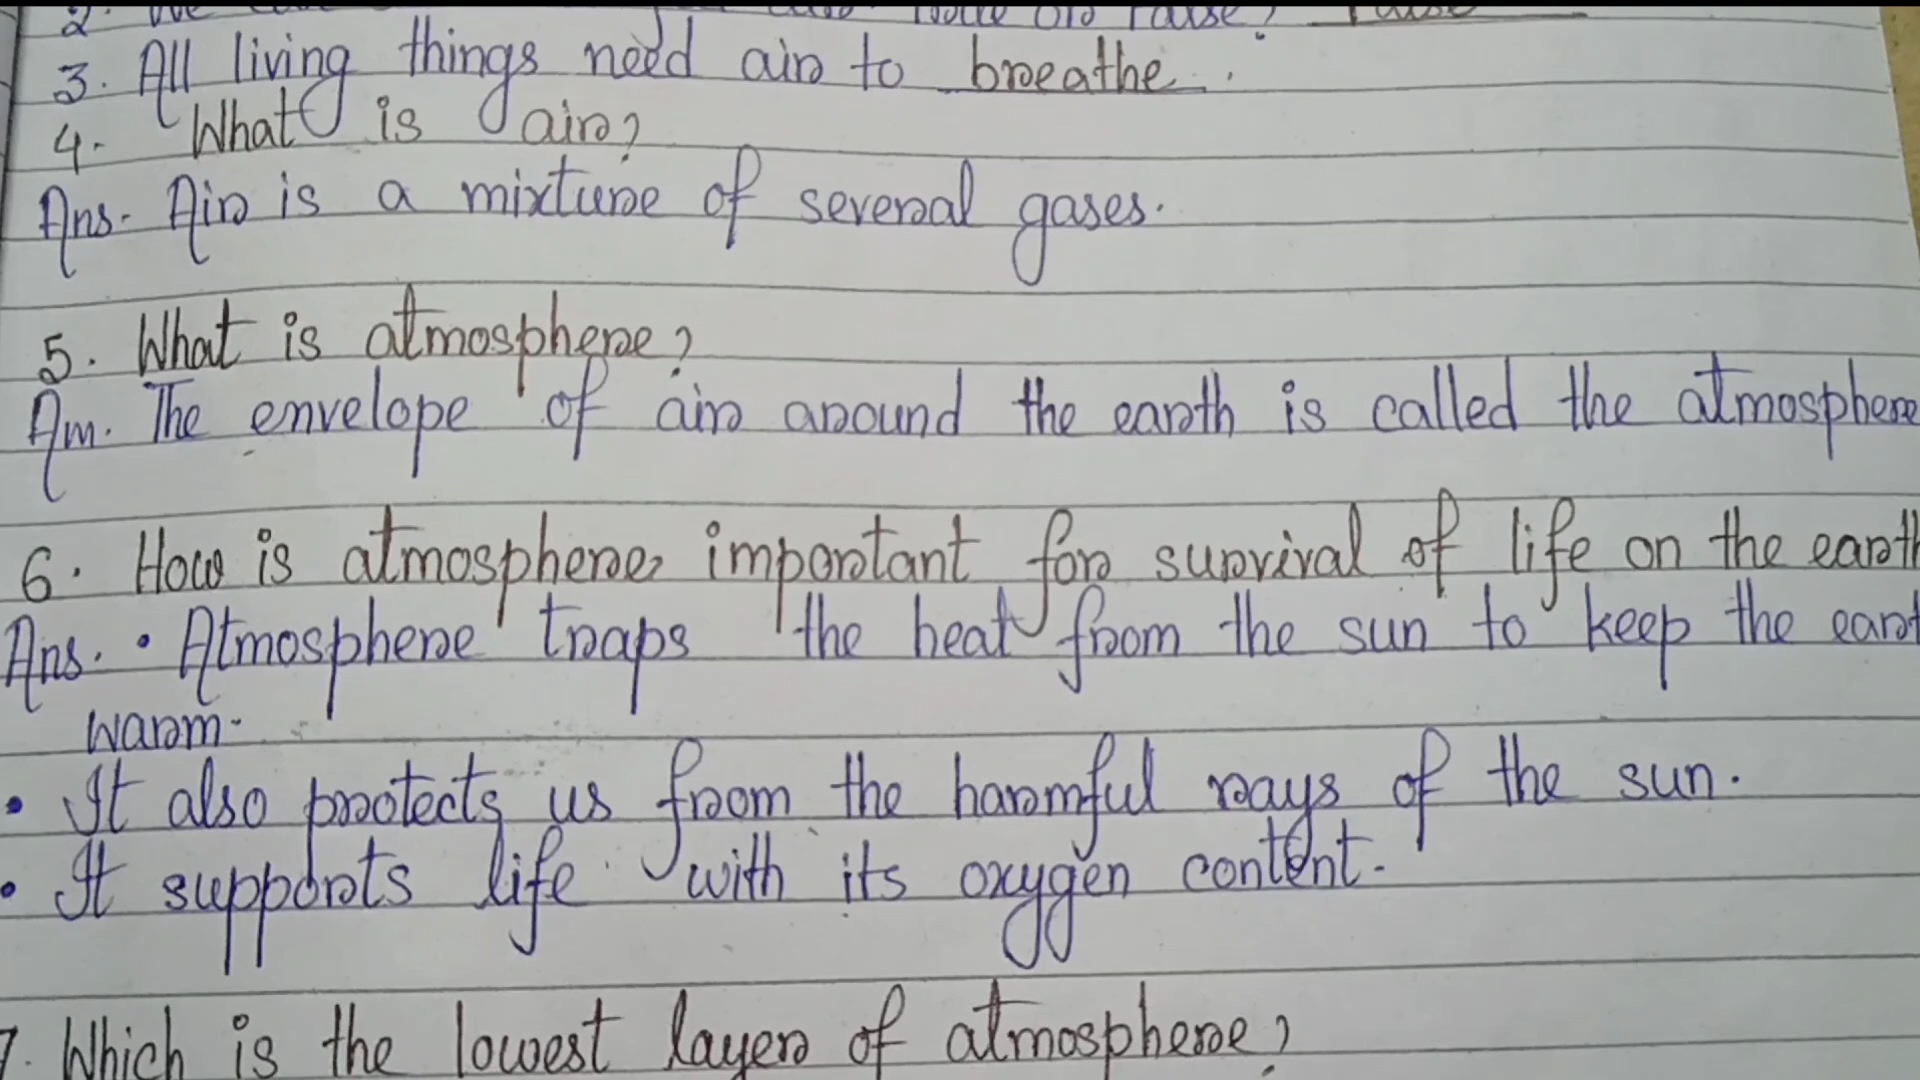 2. We
3. All living things need air to breathe.
4. What is air?
Ans. Air is a mixture of several gases.
5. What is atmosphere?
Am. The envelope of air around the earth is called the atmosphere
6. How is atmosphere important for survival of life on the earth
Ans. • Atmosphere traps the heat from the sun to keep the eart
warm.
• It also protects us from the harmful rays of the sun.
• It supports life with its oxygen content.
7. Which is the lowest layer of atmosphere?